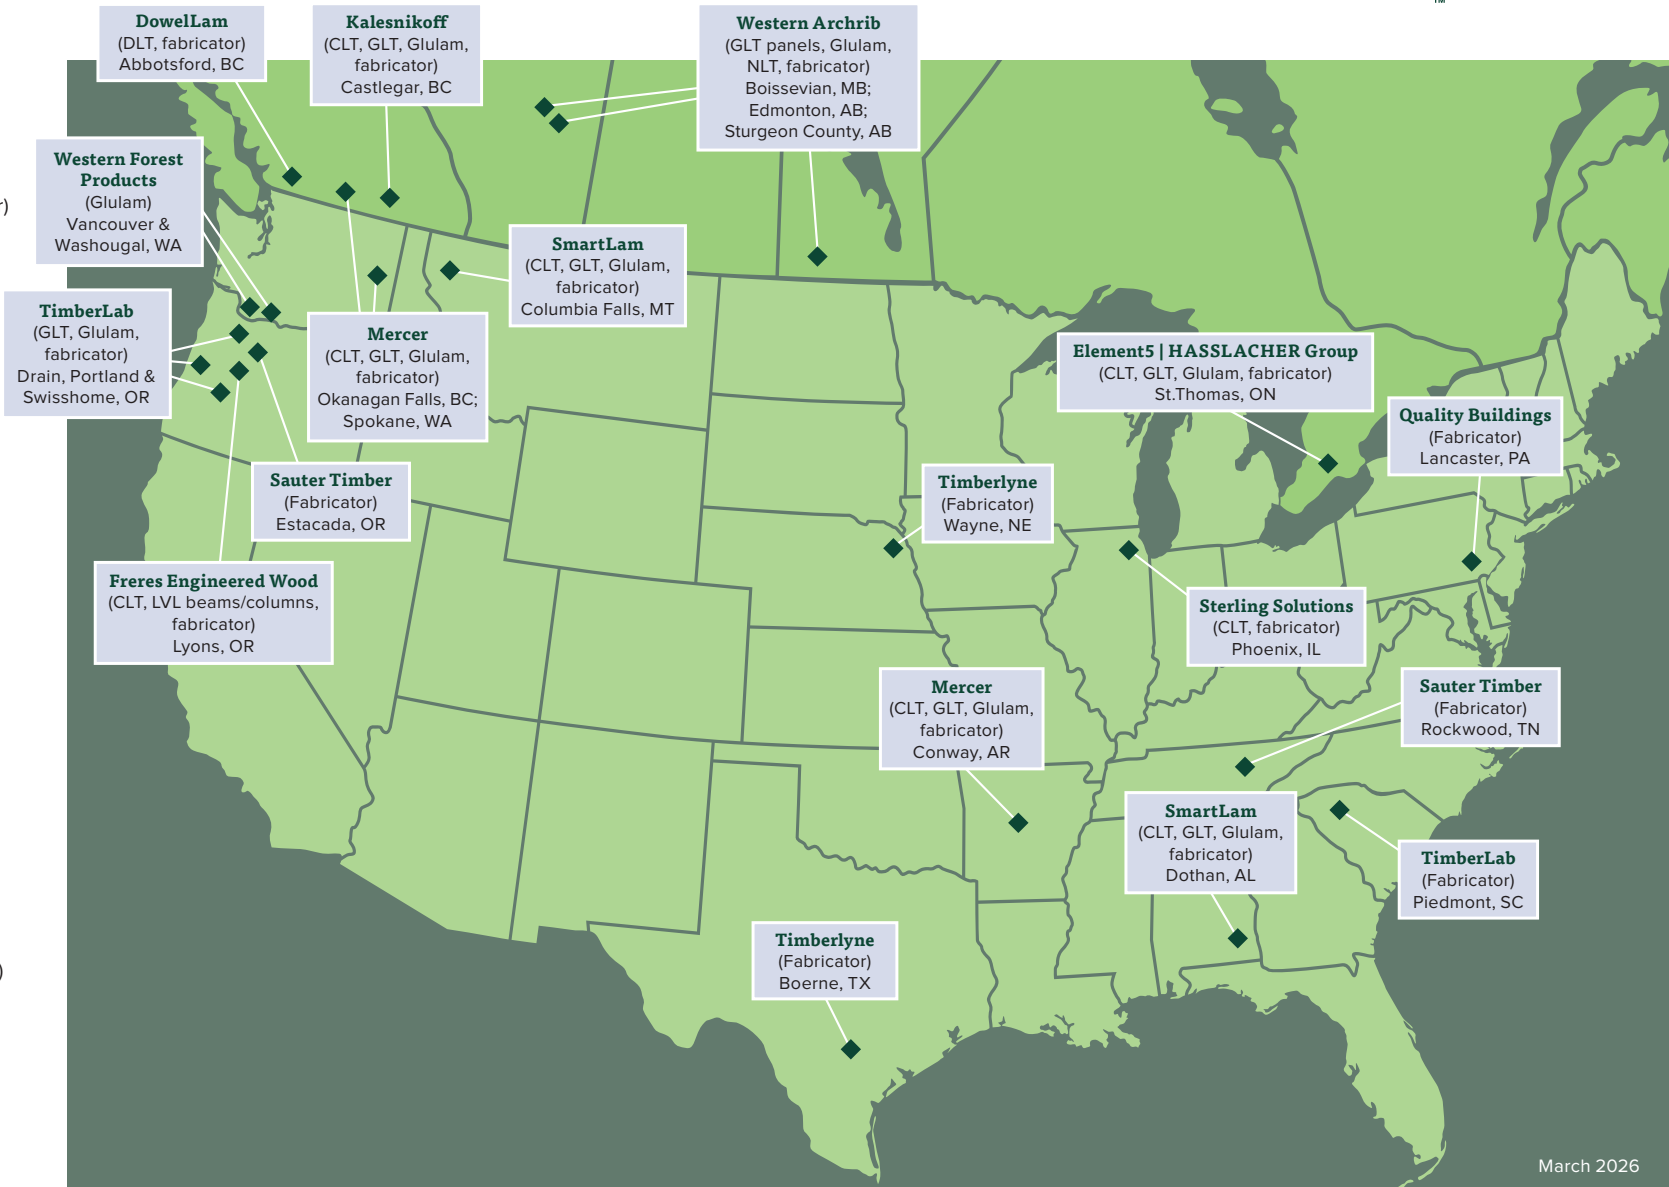 TM
DowelLam
(DLT, fabricator)
Abbotsford, BC
Kalesnikoff
(CLT, GLT, Glulam,
fabricator)
Castlegar, BC
Western Archrib
(GLT panels, Glulam,
NLT, fabricator)
Boissevian, MB;
Edmonton, AB;
Sturgeon County, AB
Western Forest
Products
(Glulam)
Vancouver &
Washougal, WA
r)
SmartLam
(CLT, GLT, Glulam,
fabricator)
Columbia Falls, MT
TimberLab
(GLT, Glulam,
fabricator)
Drain, Portland &
Swisshome, OR
Mercer
(CLT, GLT, Glulam,
fabricator)
Okanagan Falls, BC;
Spokane, WA
Element5 | HASSLACHER Group
(CLT, GLT, Glulam, fabricator)
St.Thomas, ON
Quality Buildings
(Fabricator)
Lancaster, PA
Sauter Timber
(Fabricator)
Estacada, OR
Timberlyne
(Fabricator)
Wayne, NE
Freres Engineered Wood
(CLT, LVL beams/columns,
fabricator)
Lyons, OR
Sterling Solutions
(CLT, fabricator)
Phoenix, IL
Mercer
(CLT, GLT, Glulam,
fabricator)
Conway, AR
Sauter Timber
(Fabricator)
Rockwood, TN
SmartLam
(CLT, GLT, Glulam,
fabricator)
Dothan, AL
TimberLab
(Fabricator)
Piedmont, SC
Timberlyne
(Fabricator)
Boerne, TX
)
March 2026